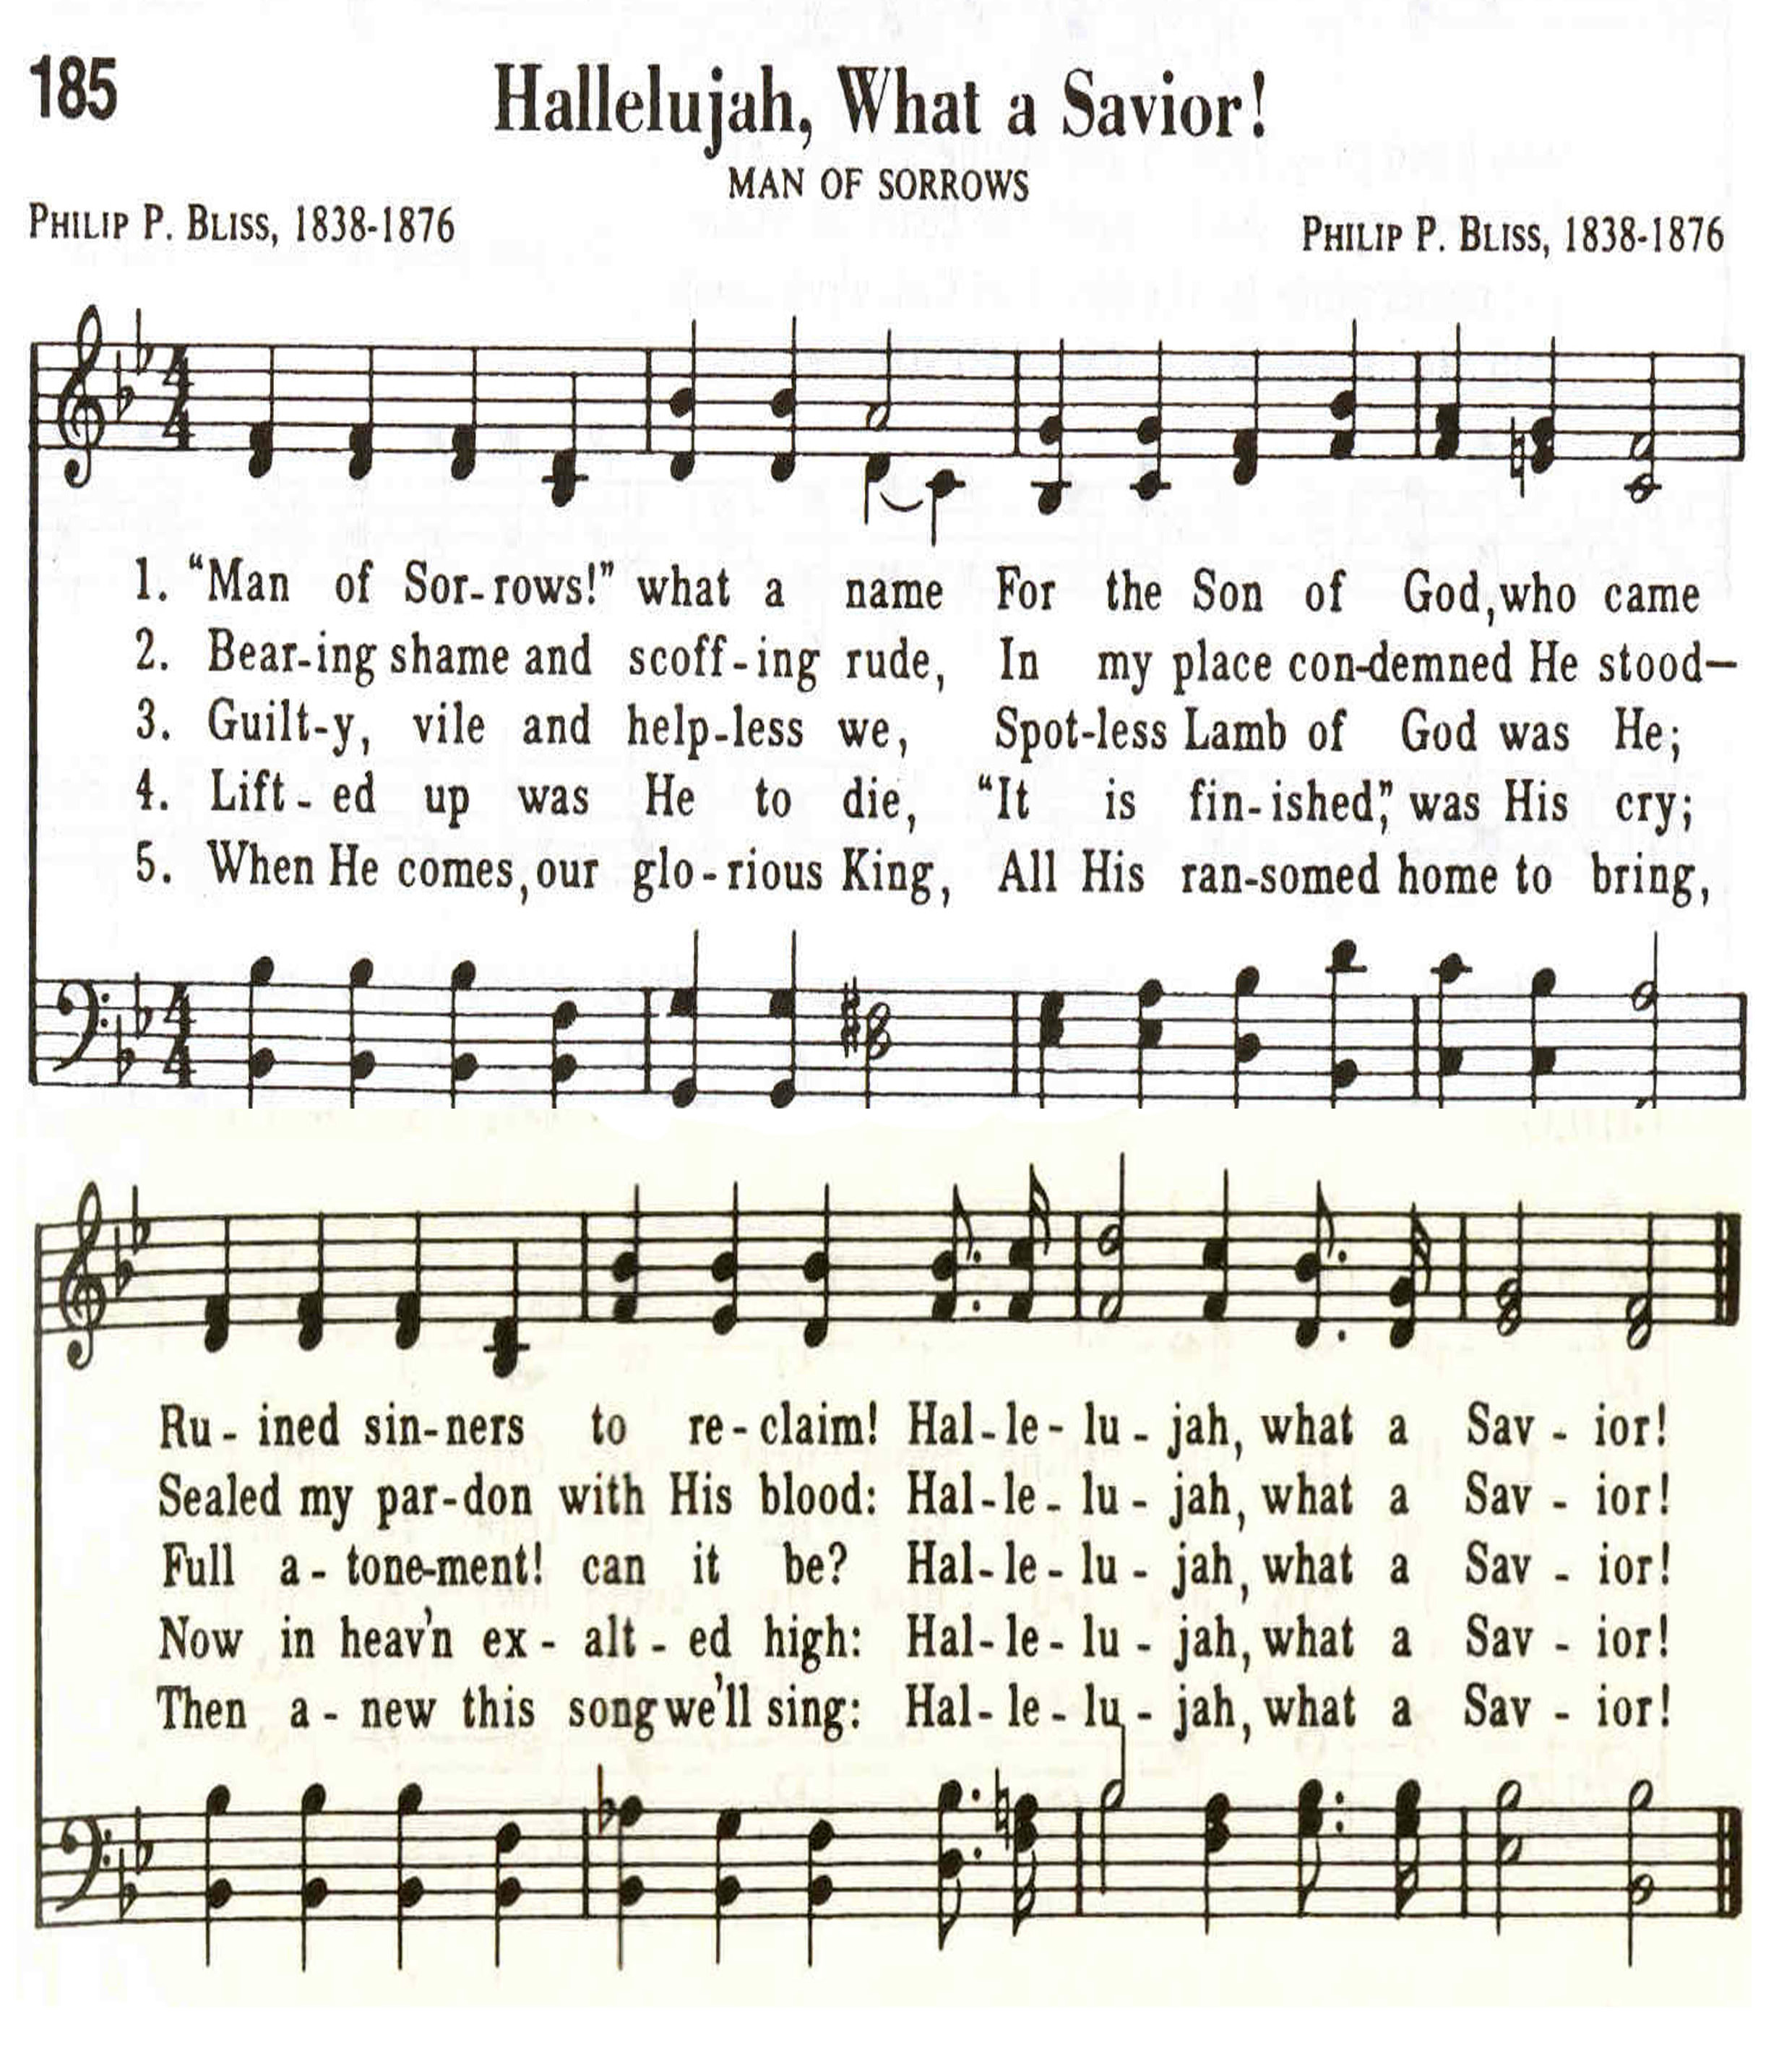 185
Hallelujah, What a Savior!
MAN OF SORROWS
PHILIP P. BLISS, 1838-1876
PHILIP P. BLISS, 1838-1876
4
4
1. “Man of Sor-rows!” what a name For the Son of God, who came
2. Bear-ing shame and scoff-ing rude, In my place con-demned He stood—
3. Guilt-y, vile and help-less we, Spot-less Lamb of God was He;
4. Lift-ed up was He to die, “It is fin-ished,” was His cry;
5. When He comes, our glo-rious King, All His ran-somed home to bring,
4
4
Ru-ined sin-ners to re-claim! Hal-le-lu-jah, what a Sav-ior!
Sealed my par-don with His blood: Hal-le-lu-jah, what a Sav-ior!
Full a-tone-ment! can it be? Hal-le-lu-jah, what a Sav-ior!
Now in heav'n ex-alt-ed high: Hal-le-lu-jah, what a Sav-ior!
Then a-new this song we'll sing: Hal-le-lu-jah, what a Sav-ior!